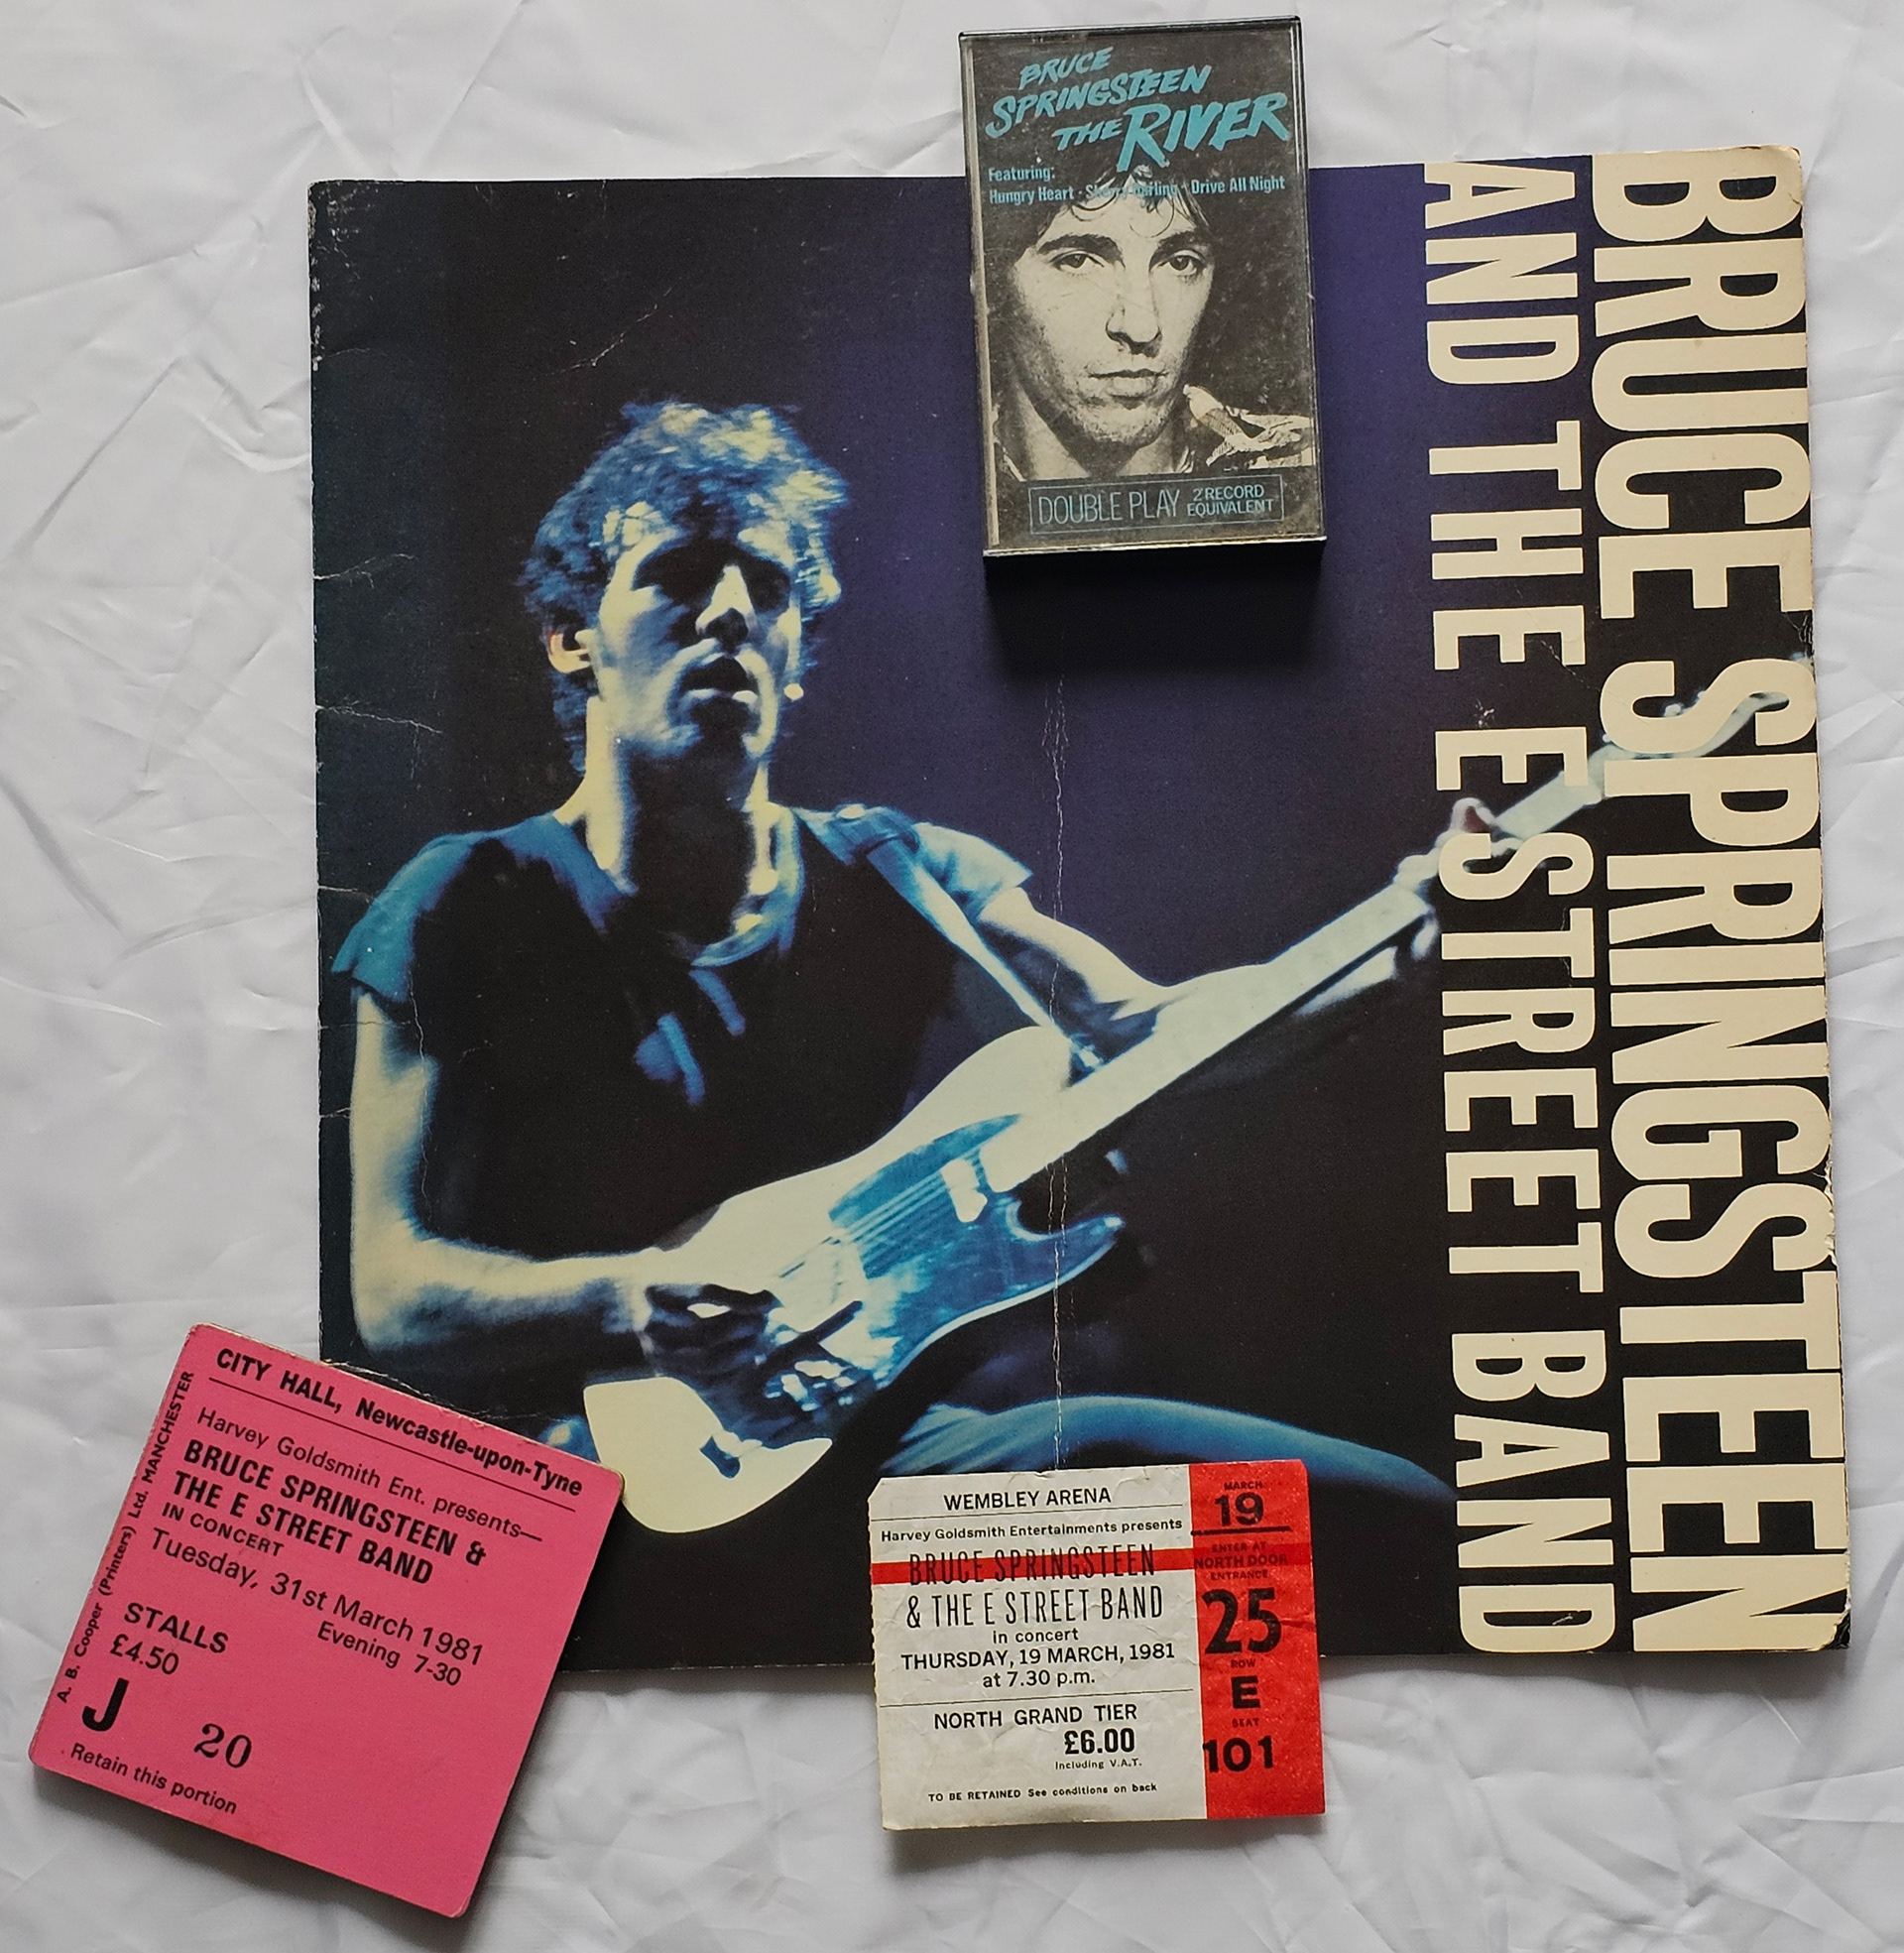 BRUCE
SPRINGSTEEN
THE RIVER
Featuring:
Hungry Heart · Sherry Darling · Drive All Night
DOUBLE PLAY 2 RECORD
EQUIVALENT
BRUCE SPRINGSTEEN
AND THE E STREET BAND
CITY HALL, Newcastle-upon-Tyne
Harvey Goldsmith Ent. presents—
BRUCE SPRINGSTEEN &
THE E STREET BAND
IN CONCERT
Tuesday, 31st March 1981
Evening 7-30
STALLS
£4.50
J 20
Retain this portion
A. B. Cooper (Printers) Ltd. MANCHESTER
WEMBLEY ARENA
Harvey Goldsmith Entertainments presents
BRUCE SPRINGSTEEN
& THE E STREET BAND
in concert
THURSDAY, 19 MARCH, 1981
at 7.30 p.m.
NORTH GRAND TIER
£6.00
Including V.A.T.
TO BE RETAINED See conditions on back
MARCH
19
ENTER AT
NORTH DOOR
ENTRANCE
25
ROW
E
SEAT
101